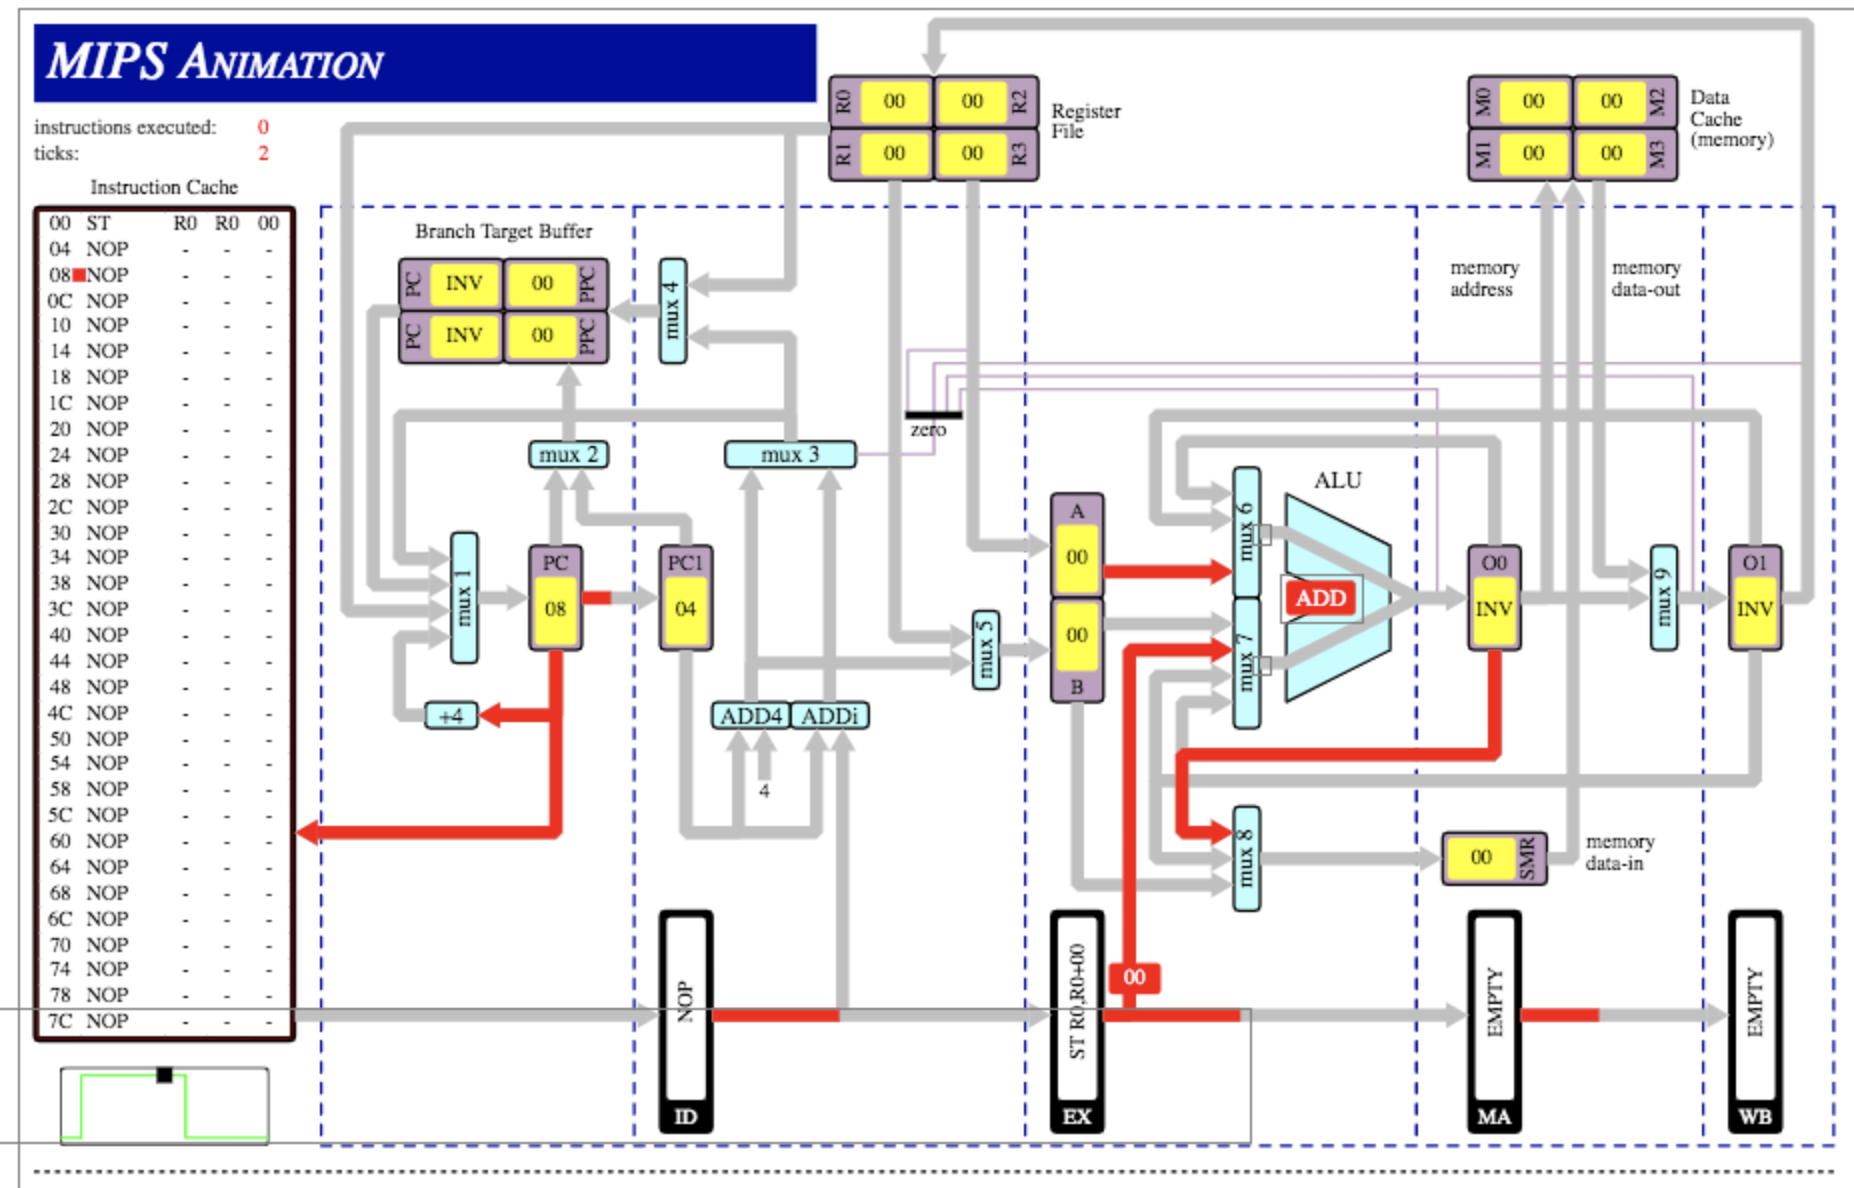 MIPS ANIMATION
instructions executed: 0
ticks: 2
Instruction Cache
00 ST R0 R0 00
04 NOP - - -
08 NOP - - -
0C NOP - - -
10 NOP - - -
14 NOP - - -
18 NOP - - -
1C NOP - - -
20 NOP - - -
24 NOP - - -
28 NOP - - -
2C NOP - - -
30 NOP - - -
34 NOP - - -
38 NOP - - -
3C NOP - - -
40 NOP - - -
44 NOP - - -
48 NOP - - -
4C NOP - - -
50 NOP - - -
54 NOP - - -
58 NOP - - -
5C NOP - - -
60 NOP - - -
64 NOP - - -
68 NOP - - -
6C NOP - - -
70 NOP - - -
74 NOP - - -
78 NOP - - -
7C NOP - - -
R0 00 00 R2
R1 00 00 R3
Register
File
M0 00 00 M2
M1 00 00 M3
Data
Cache
(memory)
Branch Target Buffer
PC INV 00 PPC
PC INV 00 PPC
mux 4
memory
address
memory
data-out
zero
mux 2
mux 3
mux 1
PC
08
PC1
04
+4
ADD4
ADDi
4
mux 5
A
00
00
B
mux 6
mux 7
ALU
ADD
O0
INV
mux 9
O1
INV
mux 8
00 SMR
memory
data-in
00
NOP
ID
ST R0,R0+00
EX
EMPTY
MA
EMPTY
WB